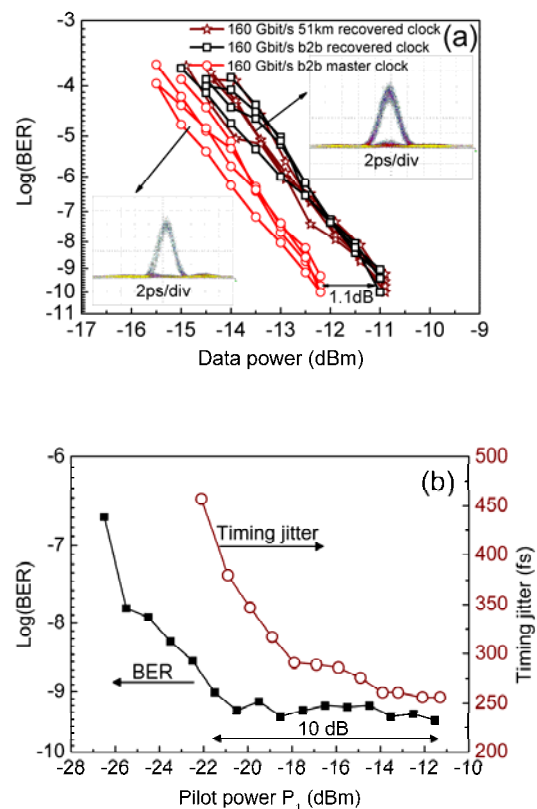 -3
(a)
160 Gbit/s 51km recovered clock
160 Gbit/s b2b recovered clock
160 Gbit/s b2b master clock
-4
-5
2ps/div
-6
-7
-8
-9
2ps/div
-10
1.1dB
-11
Log(BER)
-17 -16 -15 -14 -13 -12 -11 -10 -9
Data power (dBm)
-6 500
(b)
450
Timing jitter
-7 400
350
-8
300
BER
-9 250
10 dB
-10 200
Log(BER)
Timing jitter (fs)
-28 -26 -24 -22 -20 -18 -16 -14 -12 -10
Pilot power P1 (dBm)